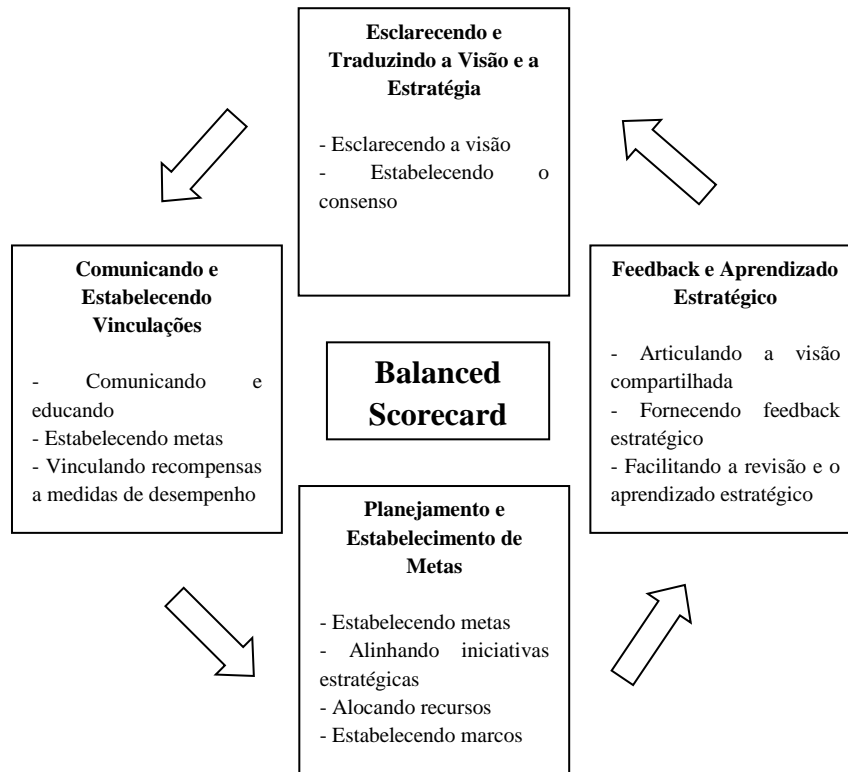 Esclarecendo e
Traduzindo a Visão e a
Estratégia
- Esclarecendo a visão
- Estabelecendo o
consenso
Comunicando e
Estabelecendo
Vinculações
- Comunicando e
educando
- Estabelecendo metas
- Vinculando recompensas
a medidas de desempenho
Balanced
Scorecard
Feedback e Aprendizado
Estratégico
- Articulando a visão
compartilhada
- Fornecendo feedback
estratégico
- Facilitando a revisão e o
aprendizado estratégico
Planejamento e
Estabelecimento de
Metas
- Estabelecendo metas
- Alinhando iniciativas
estratégicas
- Alocando recursos
- Estabelecendo marcos